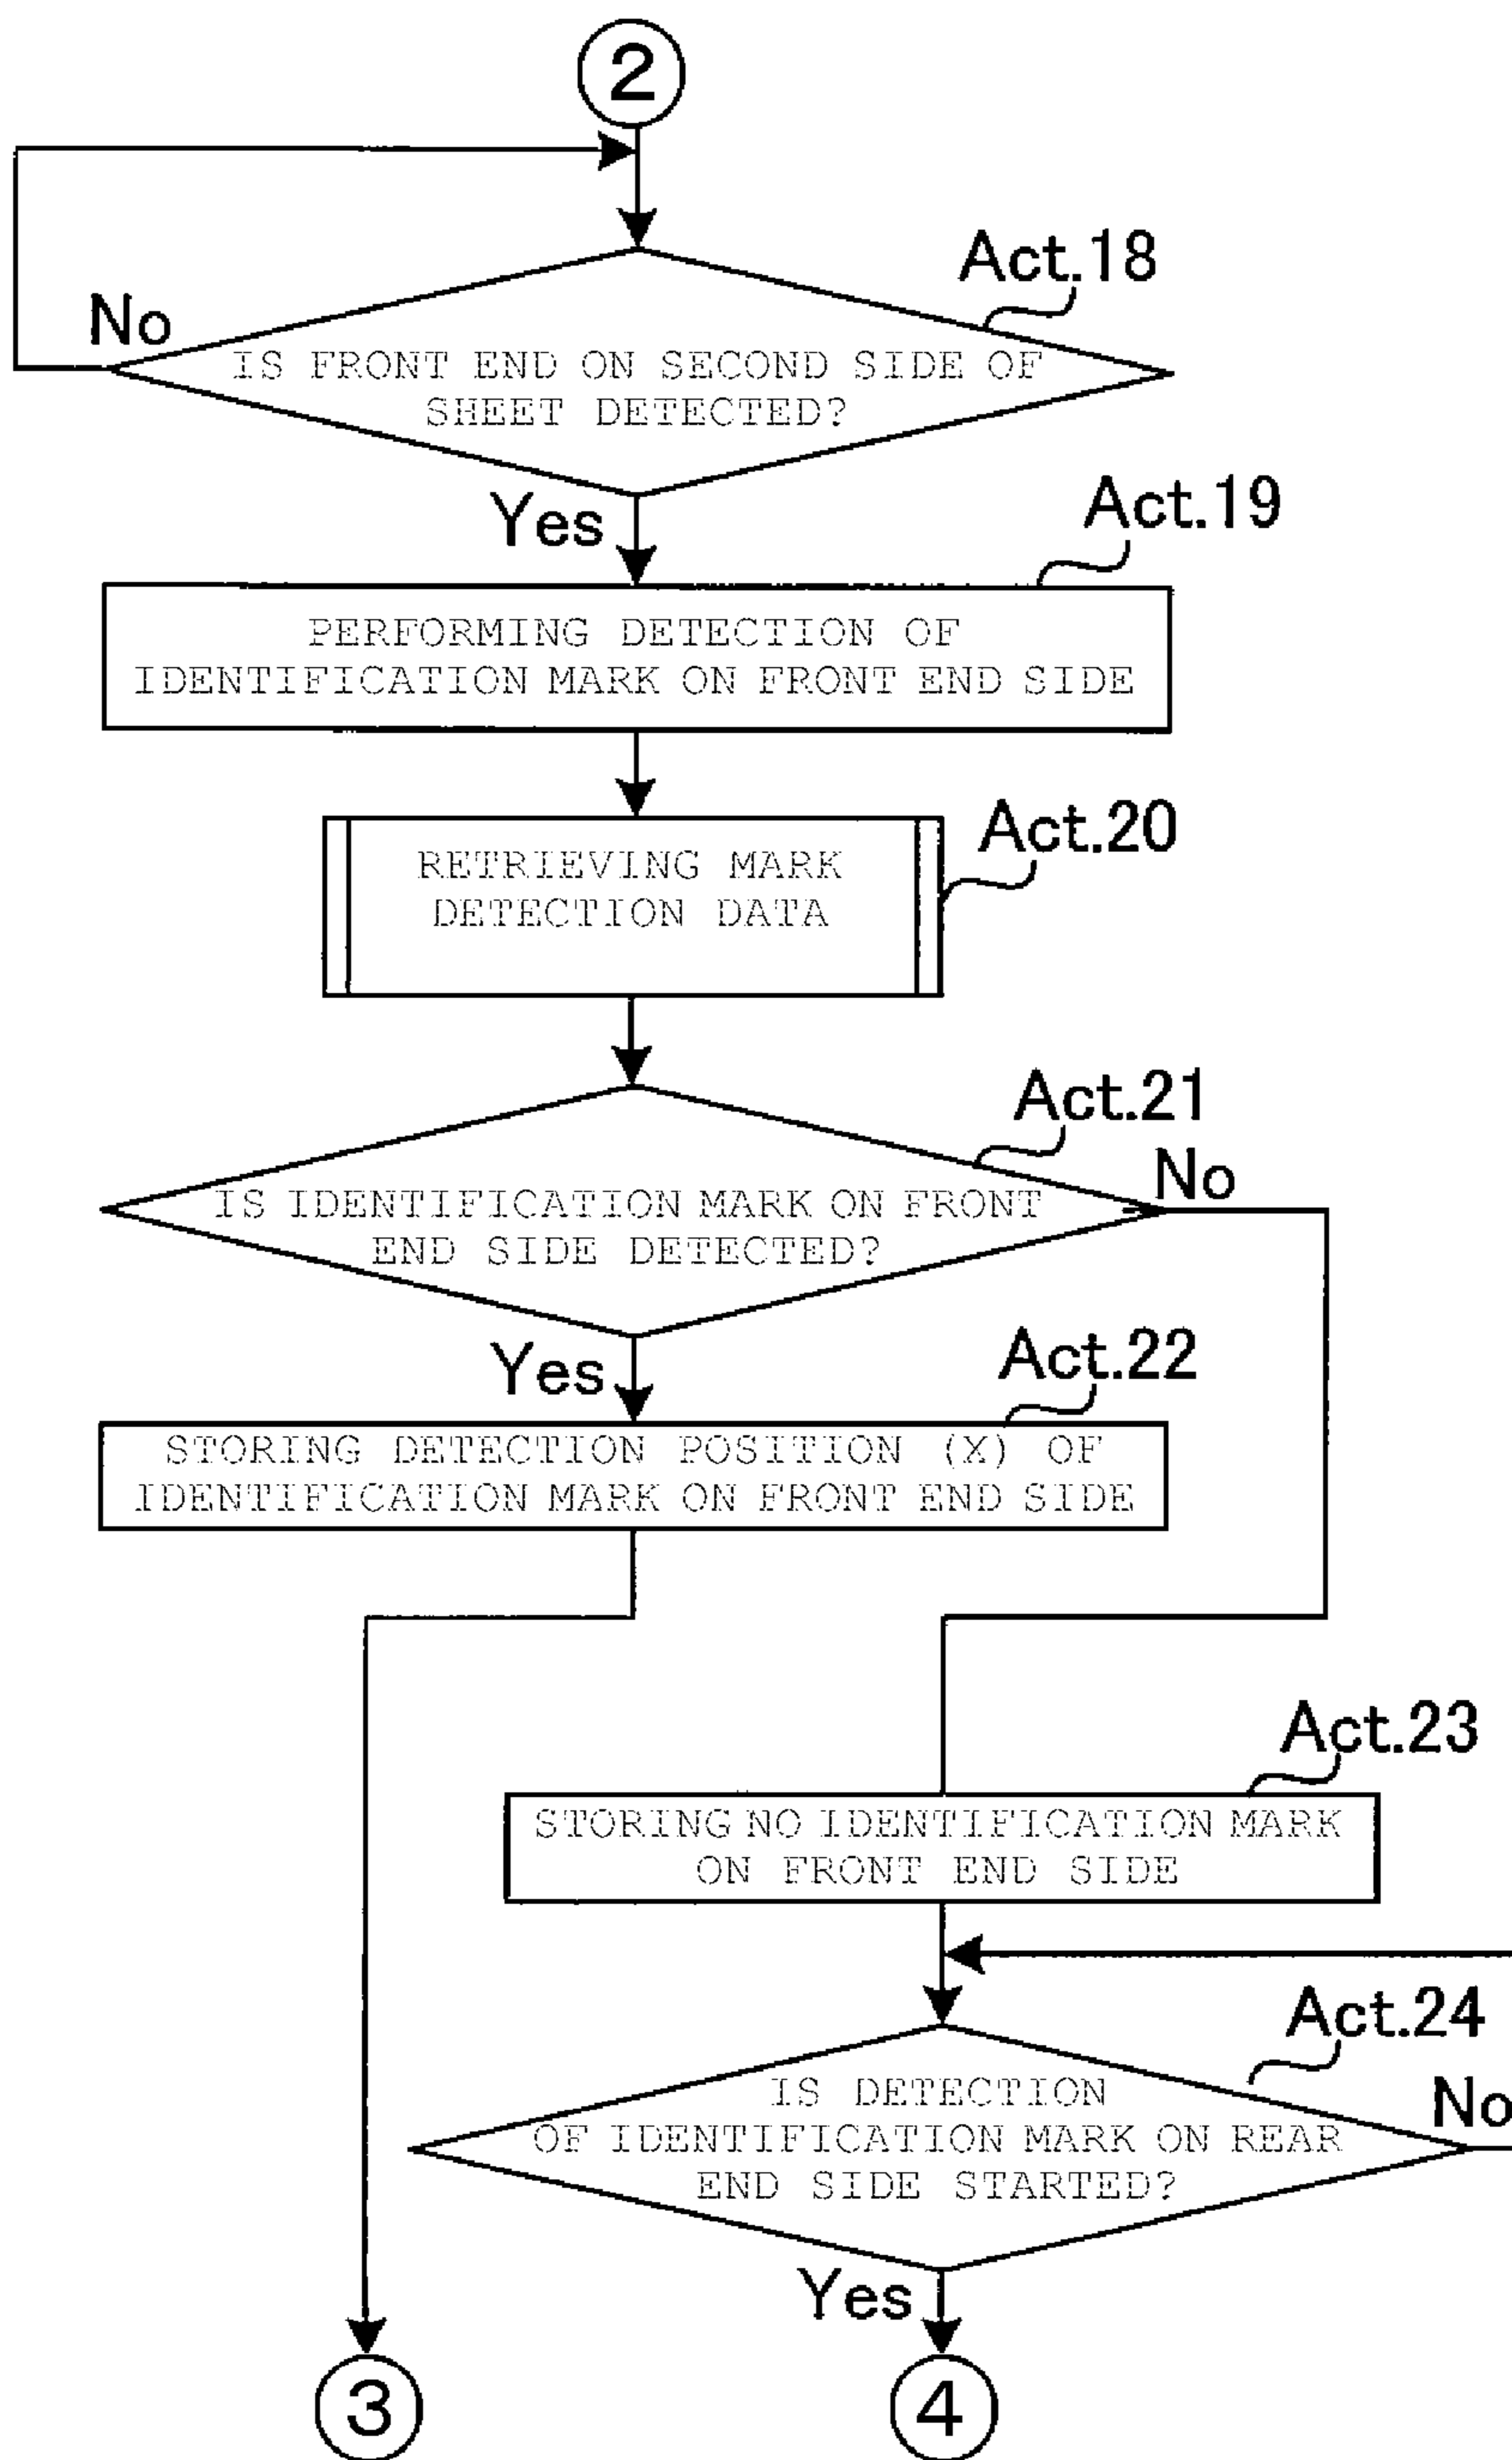 2
Act.18
No
IS FRONT END ON SECOND SIDE OF
SHEET DETECTED?
Yes
Act.19
PERFORMING DETECTION OF
IDENTIFICATION MARK ON FRONT END SIDE
Act.20
RETRIEVING MARK
DETECTION DATA
Act.21
No
IS IDENTIFICATION MARK ON FRONT
END SIDE DETECTED?
Yes
Act.22
STORING DETECTION POSITION (X) OF
IDENTIFICATION MARK ON FRONT END SIDE
Act.23
STORING NO IDENTIFICATION MARK
ON FRONT END SIDE
Act.24
IS DETECTION
No
OF IDENTIFICATION MARK ON REAR
END SIDE STARTED?
Yes
3
4